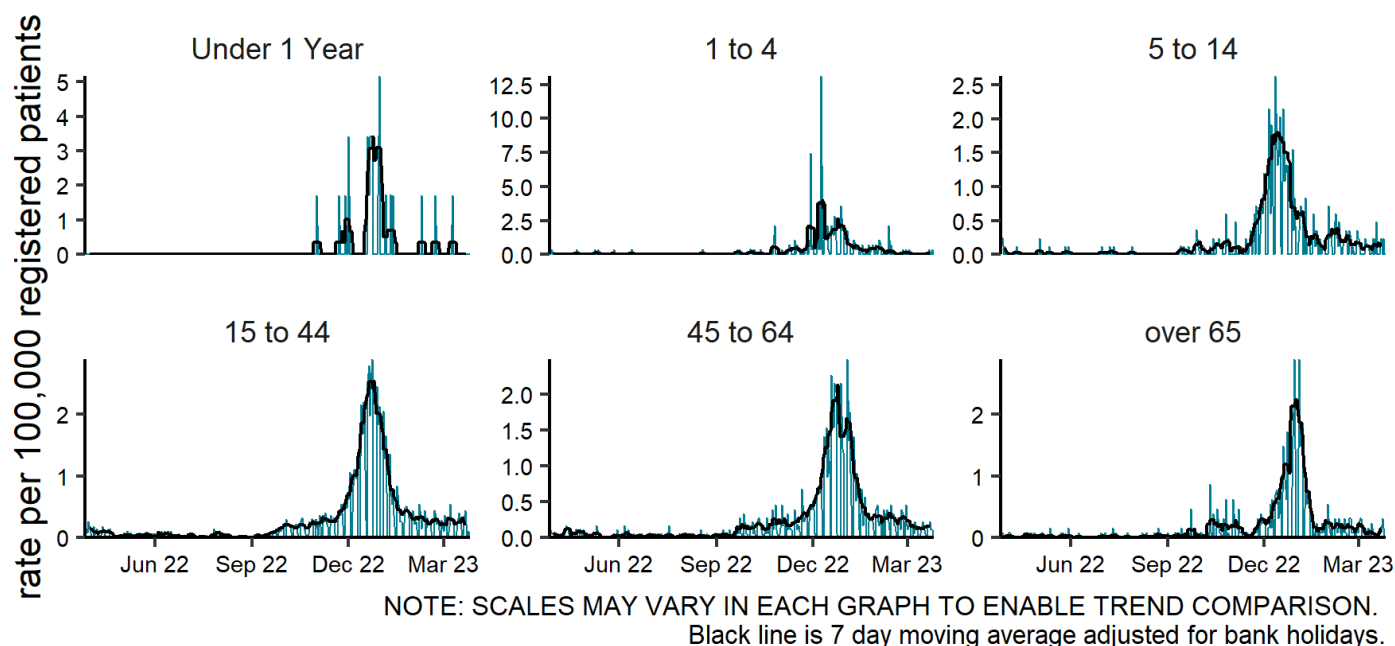 rate per 100,000 registered patients
Under 1 Year
5
4
3
2
1
0
1 to 4
12.5
10.0
7.5
5.0
2.5
0.0
5 to 14
2.5
2.0
1.5
1.0
0.5
0.0
15 to 44
2
1
0
Jun 22 Sep 22 Dec 22 Mar 23
45 to 64
2.0
1.5
1.0
0.5
0.0
Jun 22 Sep 22 Dec 22 Mar 23
over 65
2
1
0
Jun 22 Sep 22 Dec 22 Mar 23
NOTE: SCALES MAY VARY IN EACH GRAPH TO ENABLE TREND COMPARISON.
Black line is 7 day moving average adjusted for bank holidays.